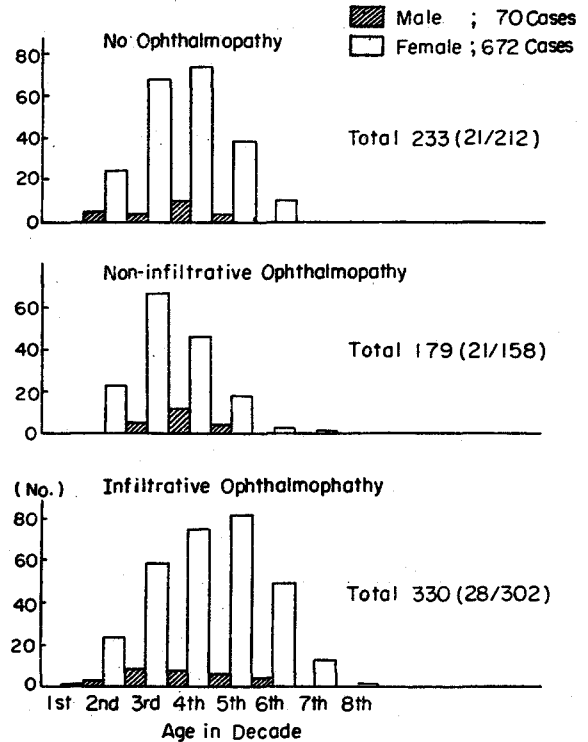 Male ; 70 Cases
Female ; 672 Cases
No Ophthalmopathy
80
60
40
20
0
Total 233 (21/212)
Non-infiltrative Ophthalmopathy
60
40
20
0
Total 179 (21/158)
(No.) Infiltrative Ophthalmophathy
80
60
40
20
0
Total 330 (28/302)
1st 2nd 3rd 4th 5th 6th 7th 8th
Age in Decade